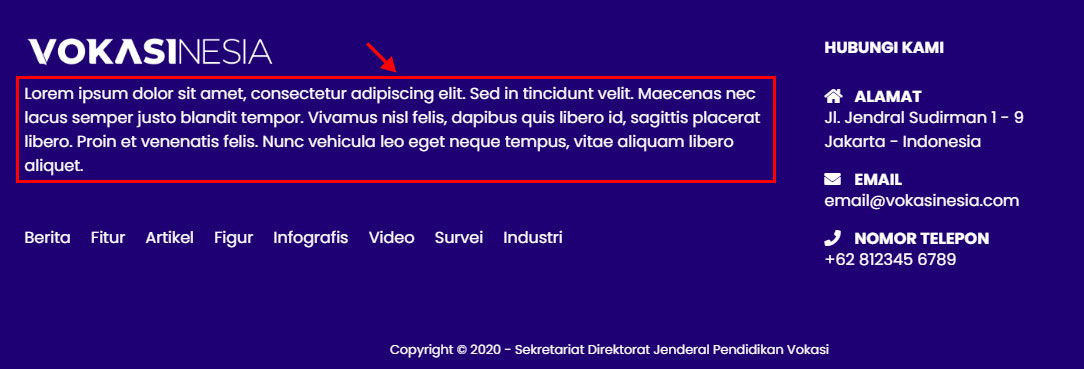 VOKASINESIA
Lorem ipsum dolor sit amet, consectetur adipiscing elit. Sed in tincidunt velit. Maecenas nec
lacus semper justo blandit tempor. Vivamus nisl felis, dapibus quis libero id, sagittis placerat
libero. Proin et venenatis felis. Nunc vehicula leo eget neque tempus, vitae aliquam libero
aliquet.
Berita Fitur Artikel Figur Infografis Video Survei Industri
HUBUNGI KAMI
ALAMAT
Jl. Jendral Sudirman 1 - 9
Jakarta - Indonesia
EMAIL
email@vokasinesia.com
NOMOR TELEPON
+62 812345 6789
Copyright © 2020 - Sekretariat Direktorat Jenderal Pendidikan Vokasi